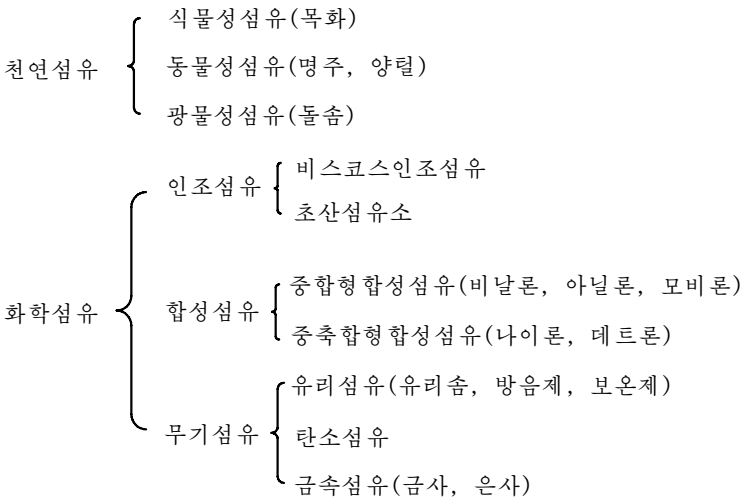 식물성섬유(목화)
천연섬유
동물성섬유(명주, 양털)
광물성섬유(돌솜)
화학섬유
인조섬유
비스코스인조섬유
초산섬유소
합성섬유
중합형합성섬유(비날론, 아닐론, 모비론)
중축합형합성섬유(나이론, 데트론)
무기섬유
유리섬유(유리솜, 방음제, 보온제)
탄소섬유
금속섬유(금사, 은사)